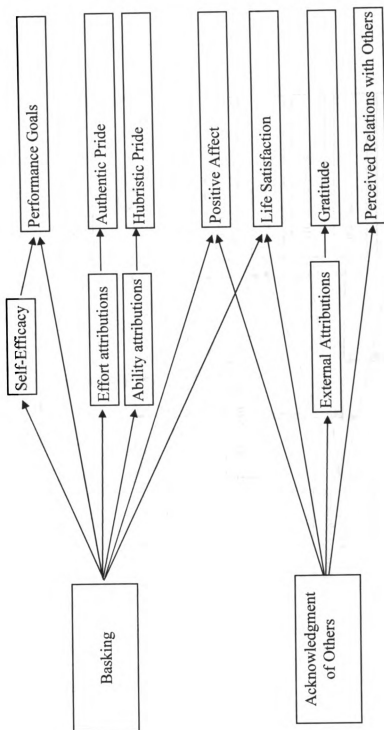 Performance Goals
Self-Efficacy
Authentic Pride
Effort attributions
Hubristic Pride
Ability attributions
Basking
Positive Affect
Life Satisfaction
Gratitude
External Attributions
Perceived Relations with Others
Acknowledgment
of Others